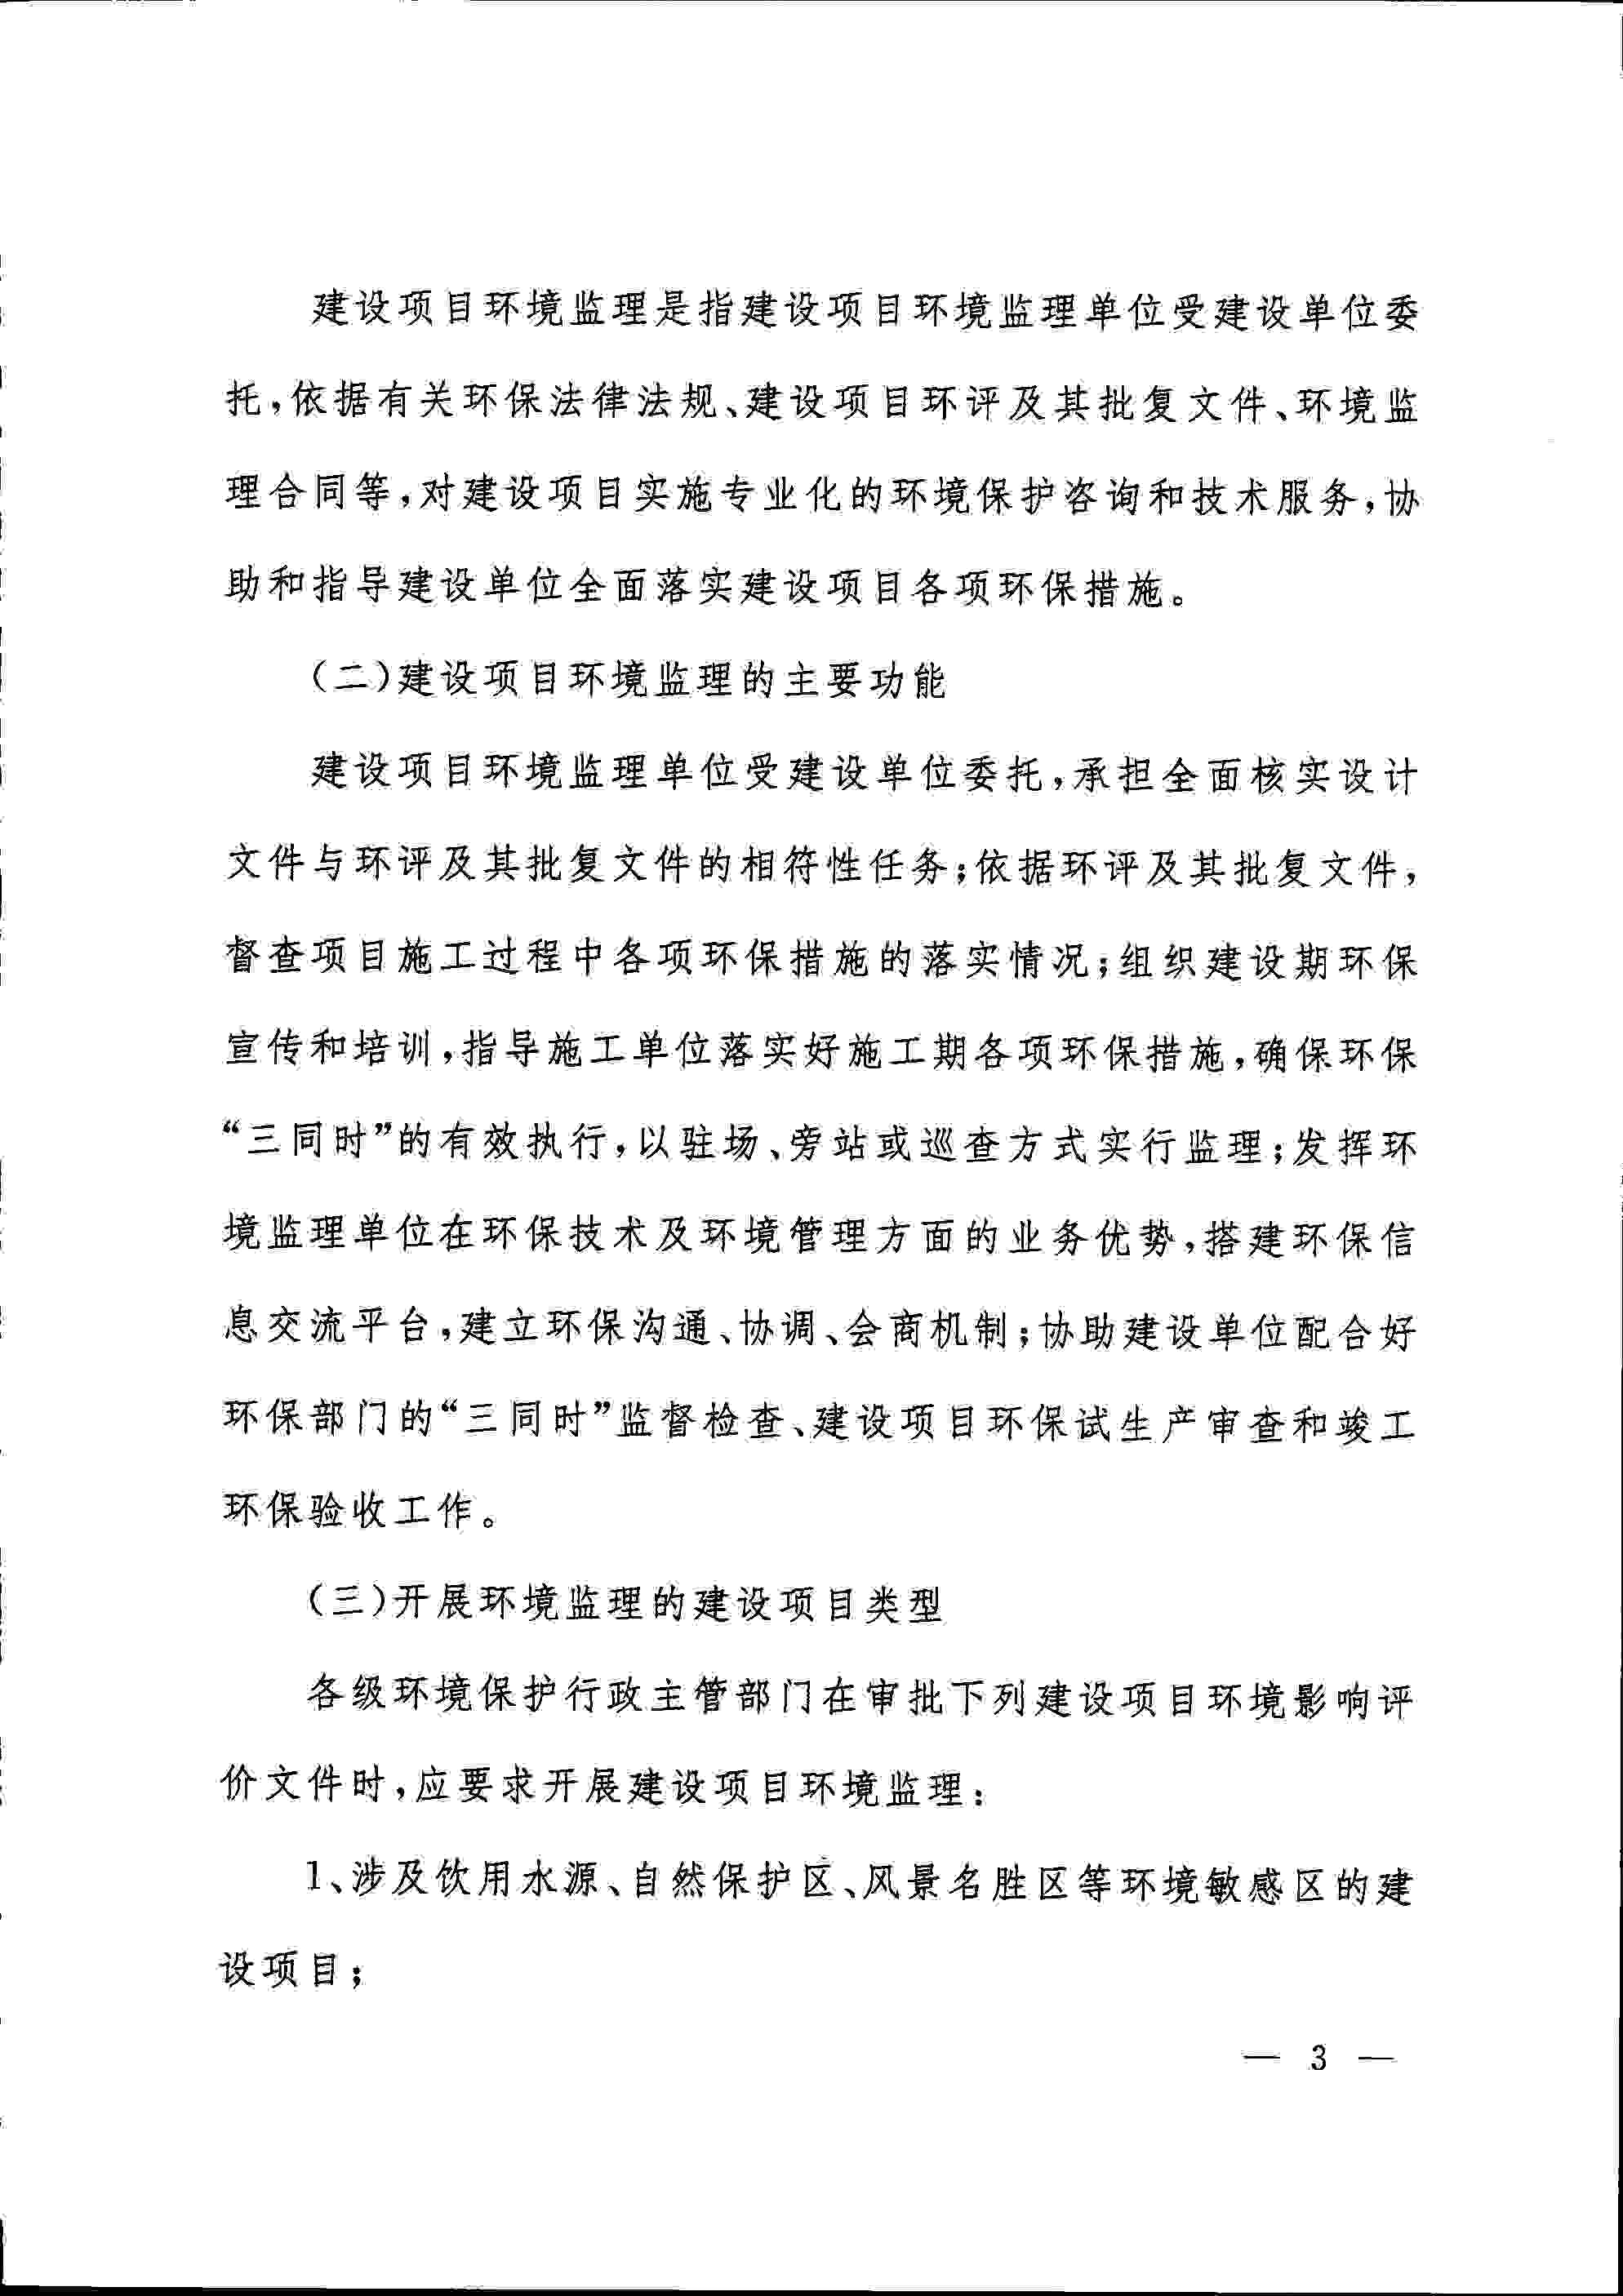 建设项目环境监理是指建设项目环境监理单位受建设单位委
托,依据有关环保法律法规、建设项目环评及其批复文件、环境监
理合同等,对建设项目实施专业化的环境保护咨询和技术服务,协
助和指导建设单位全面落实建设项目各项环保措施。
(二)建设项目环境监理的主要功能
建设项目环境监理单位受建设单位委托,承担全面核实设计
文件与环评及其批复文件的相符性任务;依据环评及其批复文件,
督查项目施工过程中各项环保措施的落实情况;组织建设期环保
宣传和培训,指导施工单位落实好施工期各项环保措施,确保环保
“三同时”的有效执行,以驻场、旁站或巡查方式实行监理;发挥环
境监理单位在环保技术及环境管理方面的业务优势,搭建环保信
息交流平台,建立环保沟通、协调、会商机制;协助建设单位配合好
环保部门的“三同时”监督检查、建设项目环保试生产审查和竣工
环保验收工作。
(三)开展环境监理的建设项目类型
各级环境保护行政主管部门在审批下列建设项目环境影响评
价文件时,应要求开展建设项目环境监理:
1、涉及饮用水源、自然保护区、风景名胜区等环境敏感区的建
设项目;
— 3 —